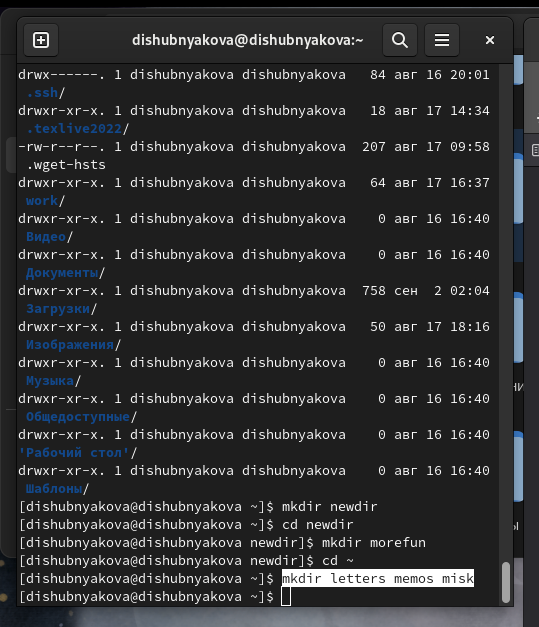 dishubnyakova@dishubnyakova:~
drwx------. 1 dishubnyakova dishubnyakova   84 авг 16 20:01
 .ssh/
drwxr-xr-x. 1 dishubnyakova dishubnyakova   18 авг 17 14:34
 .texlive2022/
-rw-r--r--. 1 dishubnyakova dishubnyakova  207 авг 17 09:58
 .wget-hsts
drwxr-xr-x. 1 dishubnyakova dishubnyakova   64 авг 17 16:37
 work/
drwxr-xr-x. 1 dishubnyakova dishubnyakova    0 авг 16 16:40
 Видео/
drwxr-xr-x. 1 dishubnyakova dishubnyakova    0 авг 16 16:40
 Документы/
drwxr-xr-x. 1 dishubnyakova dishubnyakova  758 сен  2 02:04
 Загрузки/
drwxr-xr-x. 1 dishubnyakova dishubnyakova   50 авг 17 18:16
 Изображения/
drwxr-xr-x. 1 dishubnyakova dishubnyakova    0 авг 16 16:40
 Музыка/
drwxr-xr-x. 1 dishubnyakova dishubnyakova    0 авг 16 16:40
 Общедоступные/
drwxr-xr-x. 1 dishubnyakova dishubnyakova    0 авг 16 16:40
'Рабочий стол'/
drwxr-xr-x. 1 dishubnyakova dishubnyakova    0 авг 16 16:40
 Шаблоны/
[dishubnyakova@dishubnyakova ~]$ mkdir newdir
[dishubnyakova@dishubnyakova ~]$ cd newdir
[dishubnyakova@dishubnyakova newdir]$ mkdir morefun
[dishubnyakova@dishubnyakova newdir]$ cd ~
[dishubnyakova@dishubnyakova ~]$ mkdir letters memos misk
[dishubnyakova@dishubnyakova ~]$